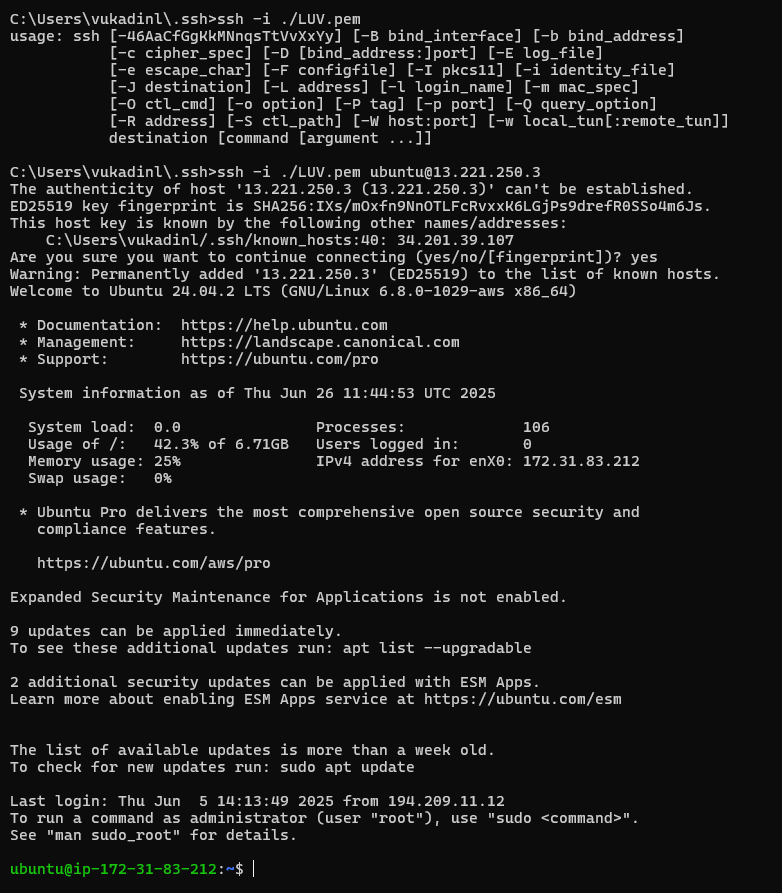 C:\Users\vukadinl\.ssh>ssh -i ./LUV.pem
usage: ssh [-46AaCfGgKkMNnqsTtVvXxYy] [-B bind_interface] [-b bind_address]
           [-c cipher_spec] [-D [bind_address:]port] [-E log_file]
           [-e escape_char] [-F configfile] [-I pkcs11] [-i identity_file]
           [-J destination] [-L address] [-l login_name] [-m mac_spec]
           [-O ctl_cmd] [-o option] [-P tag] [-p port] [-Q query_option]
           [-R address] [-S ctl_path] [-W host:port] [-w local_tun[:remote_tun]]
           destination [command [argument ...]]

C:\Users\vukadinl\.ssh>ssh -i ./LUV.pem ubuntu@13.221.250.3
The authenticity of host '13.221.250.3 (13.221.250.3)' can't be established.
ED25519 key fingerprint is SHA256:IXs/mOxfn9NnOTLFcRvxxK6LGjPs9drefR0SSo4m6Js.
This host key is known by the following other names/addresses:
    C:\Users\vukadinl/.ssh/known_hosts:40: 34.201.39.107
Are you sure you want to continue connecting (yes/no/[fingerprint])? yes
Warning: Permanently added '13.221.250.3' (ED25519) to the list of known hosts.
Welcome to Ubuntu 24.04.2 LTS (GNU/Linux 6.8.0-1029-aws x86_64)

 * Documentation:  https://help.ubuntu.com
 * Management:     https://landscape.canonical.com
 * Support:        https://ubuntu.com/pro

 System information as of Thu Jun 26 11:44:53 UTC 2025

  System load:  0.0               Processes:             106
  Usage of /:   42.3% of 6.71GB   Users logged in:       0
  Memory usage: 25%               IPv4 address for enX0: 172.31.83.212
  Swap usage:   0%

 * Ubuntu Pro delivers the most comprehensive open source security and
   compliance features.

   https://ubuntu.com/aws/pro

Expanded Security Maintenance for Applications is not enabled.

9 updates can be applied immediately.
To see these additional updates run: apt list --upgradable

2 additional security updates can be applied with ESM Apps.
Learn more about enabling ESM Apps service at https://ubuntu.com/esm


The list of available updates is more than a week old.
To check for new updates run: sudo apt update

Last login: Thu Jun  5 14:13:49 2025 from 194.209.11.12
To run a command as administrator (user "root"), use "sudo <command>".
See "man sudo_root" for details.

ubuntu@ip-172-31-83-212:~$